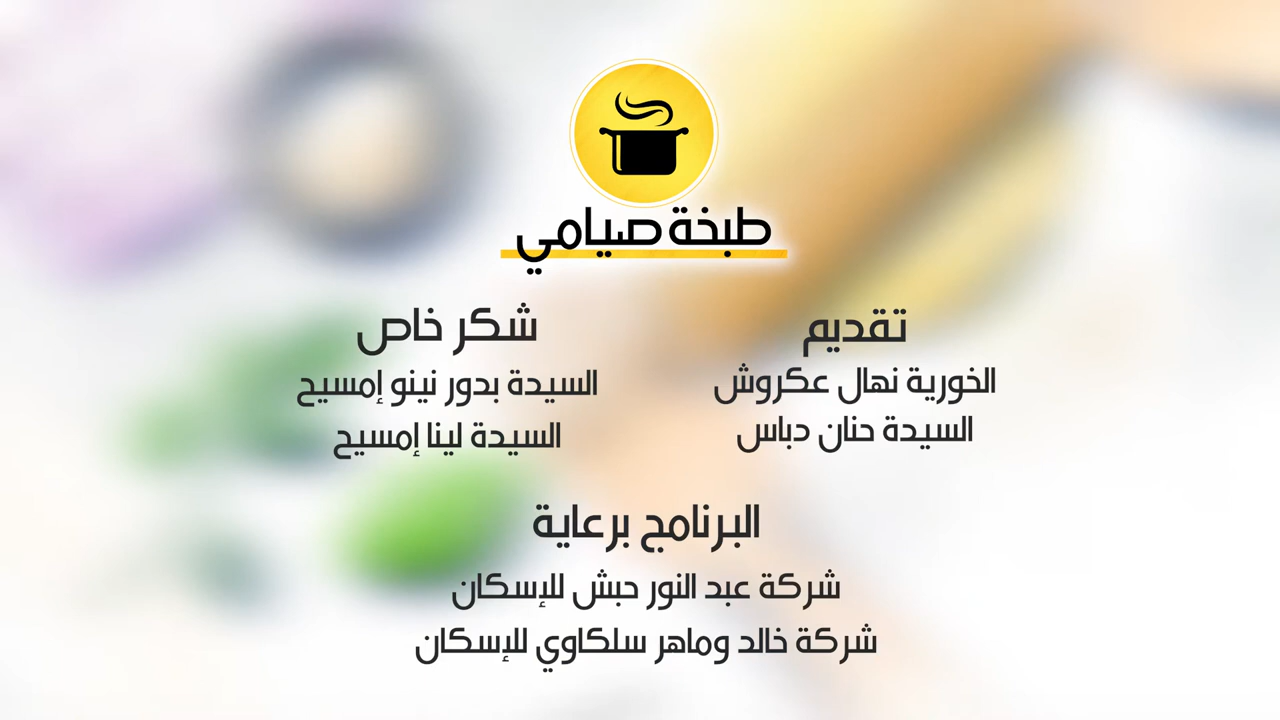 طبخة صيامي
تقديم
الخورية نهال عكروش
السيدة حنان دباس
شكر خاص
السيدة بدور نينو إمسيح
السيدة لينا إمسيح
البرنامج برعاية
شركة عبد النور حبش للإسكان
شركة خالد وماهر سلكاوي للإسكان